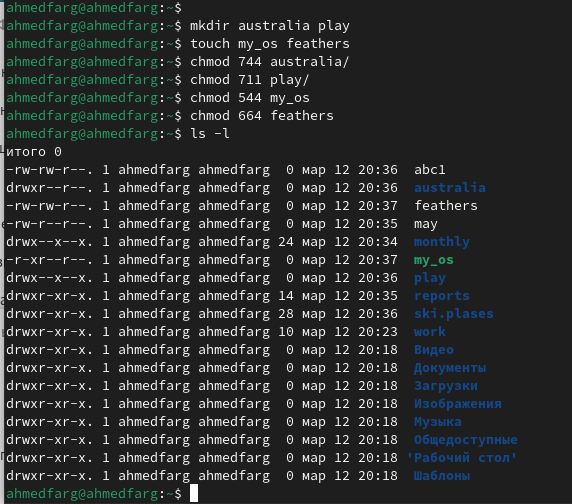 ahmedfarg@ahmedfarg:~$
ahmedfarg@ahmedfarg:~$ mkdir australia play
ahmedfarg@ahmedfarg:~$ touch my_os feathers
ahmedfarg@ahmedfarg:~$ chmod 744 australia/
ahmedfarg@ahmedfarg:~$ chmod 711 play/
ahmedfarg@ahmedfarg:~$ chmod 544 my_os
ahmedfarg@ahmedfarg:~$ chmod 664 feathers
ahmedfarg@ahmedfarg:~$ ls -l
итого 0
-rw-rw-r--. 1 ahmedfarg ahmedfarg  0 мар 12 20:36  abc1
drwxr--r--. 1 ahmedfarg ahmedfarg  0 мар 12 20:36  australia
-rw-rw-r--. 1 ahmedfarg ahmedfarg  0 мар 12 20:37  feathers
-rw-r--r--. 1 ahmedfarg ahmedfarg  0 мар 12 20:35  may
drwx--x--x. 1 ahmedfarg ahmedfarg 24 мар 12 20:34  monthly
-r-xr--r--. 1 ahmedfarg ahmedfarg  0 мар 12 20:37  my_os
drwx--x--x. 1 ahmedfarg ahmedfarg  0 мар 12 20:36  play
drwxr-xr-x. 1 ahmedfarg ahmedfarg 14 мар 12 20:35  reports
drwxr-xr-x. 1 ahmedfarg ahmedfarg 28 мар 12 20:36  ski.plases
drwxr-xr-x. 1 ahmedfarg ahmedfarg 10 мар 12 20:23  work
drwxr-xr-x. 1 ahmedfarg ahmedfarg  0 мар 12 20:18  Видео
drwxr-xr-x. 1 ahmedfarg ahmedfarg  0 мар 12 20:18  Документы
drwxr-xr-x. 1 ahmedfarg ahmedfarg  0 мар 12 20:18  Загрузки
drwxr-xr-x. 1 ahmedfarg ahmedfarg  0 мар 12 20:18  Изображения
drwxr-xr-x. 1 ahmedfarg ahmedfarg  0 мар 12 20:18  Музыка
drwxr-xr-x. 1 ahmedfarg ahmedfarg  0 мар 12 20:18  Общедоступные
drwxr-xr-x. 1 ahmedfarg ahmedfarg  0 мар 12 20:18 'Рабочий стол'
drwxr-xr-x. 1 ahmedfarg ahmedfarg  0 мар 12 20:18  Шаблоны
ahmedfarg@ahmedfarg:~$